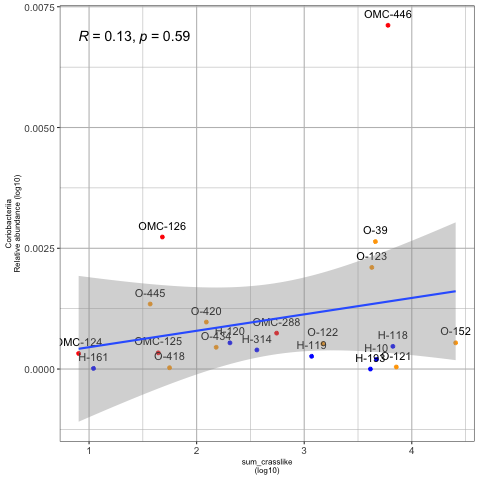 0.0075
OMC-446
R = 0.13, p = 0.59
0.0050
OMC-126
O-39
0.0025
O-123
O-445
O-420
OMC-288
H-120
O-122
O-152
OMC-124
OMC-125
O-434
H-314
H-118
H-119
H-10
H-161
O-418
H-193
O-121
0.0000
1
2
3
4
sum_crasslike
(log10)
Coriobacteriia
Relative abundance (log10)